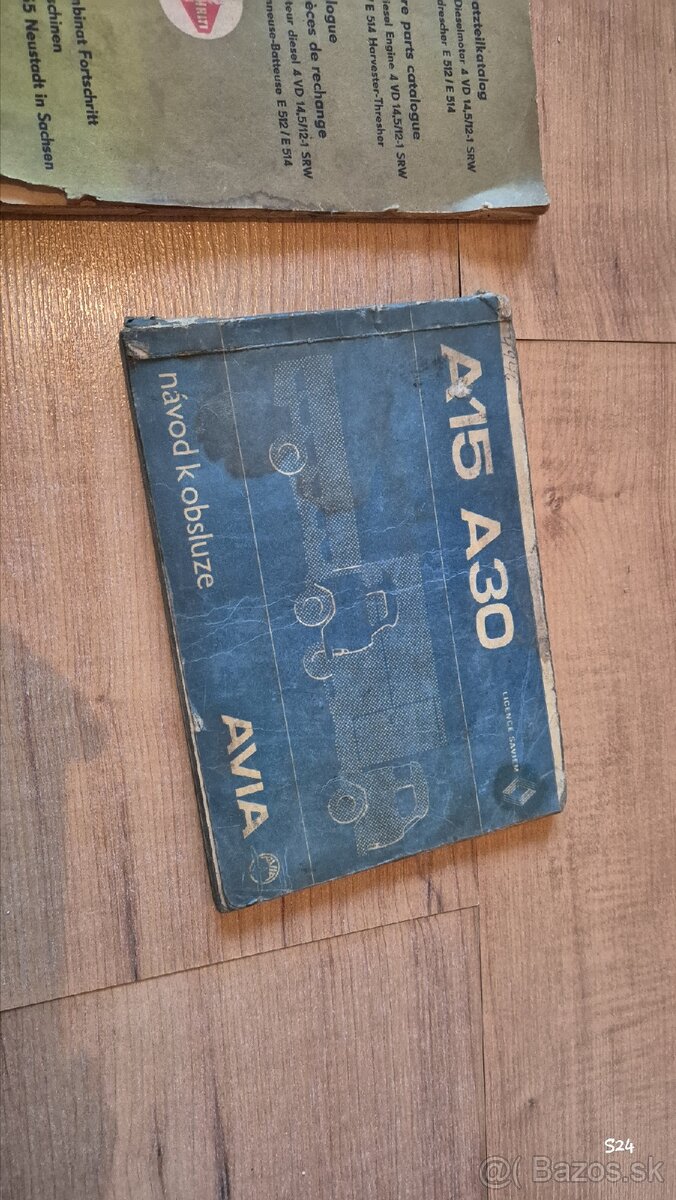 atzteilkatalog
Dieselmotor 4 VD 14,5/12-1 SRW
drescher E 512/E 514
re parts catalogue
iesel Engine 4 VD 14,5/12-1 SRW
E 514 Harvester-Thresher
logue
èces de rechange
teur diesel 4 VD 14,5/12-1 SRW
neuse-Batteuse E 512/E 514
binat Fortschritt
schinen
5 Neustadt in Sachsen
A15 A30
LICENCE SAVIEM
návod k obsluze
AVIA
S24
@( Bazos.sk